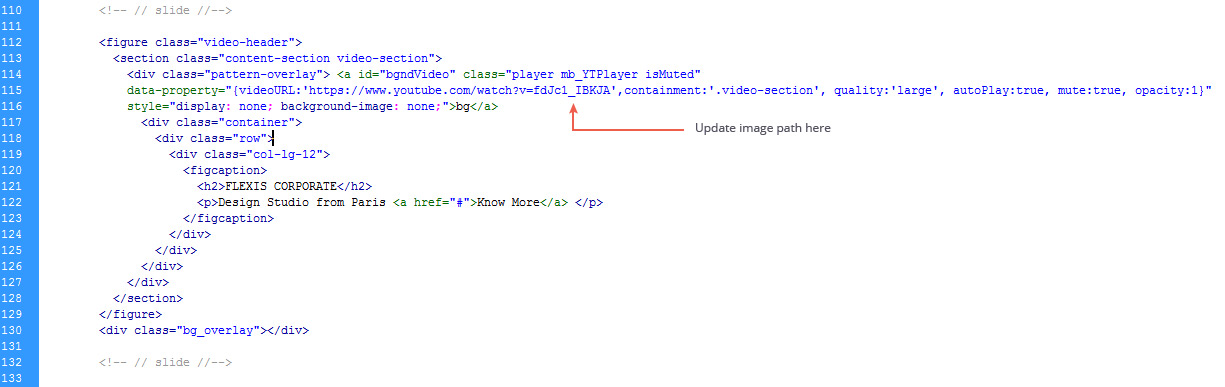 110 <!-- // slide //-->
111
112 <figure class="video-header">
113 <section class="content-section video-section">
114 <div class="pattern-overlay"> <a id="bgndVideo" class="player mb_YTPlayer isMuted"
115 data-property="{videoURL:'https://www.youtube.com/watch?v=fdJc1_IBKJA',containment:'.video-section', quality:'large', autoPlay:true, mute:true, opacity:1}"
116 style="display: none; background-image: none;">bg</a>
117 <div class="container">
Update image path here
118 <div class="row">
119 <div class="col-lg-12">
120 <figcaption>
121 <h2>FLEXIS CORPORATE</h2>
122 <p>Design Studio from Paris <a href="#">Know More</a> </p>
123 </figcaption>
124 </div>
125 </div>
126 </div>
127 </div>
128 </section>
129 </figure>
130 <div class="bg_overlay"></div>
131
132 <!-- // slide //-->
133